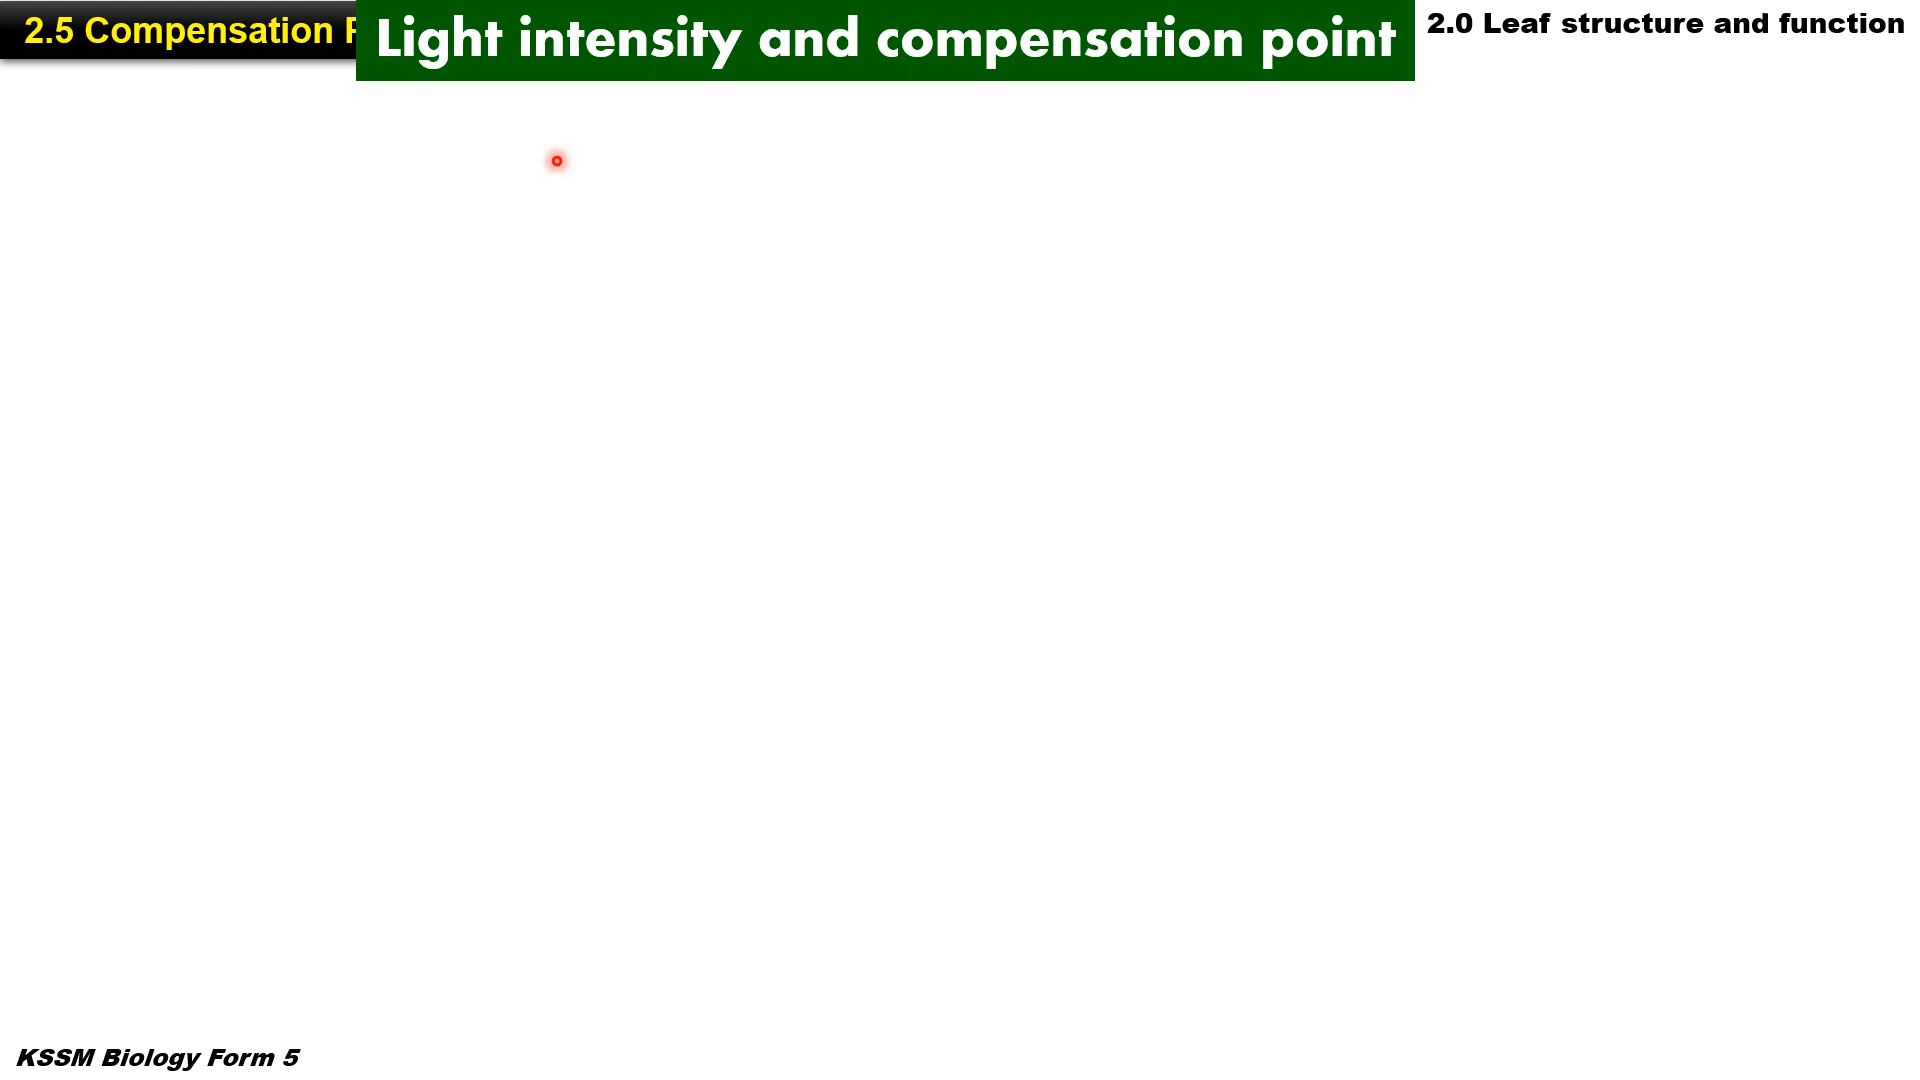 2.5 Compensation
Light intensity and compensation point
2.0 Leaf structure and function
KSSM Biology Form 5